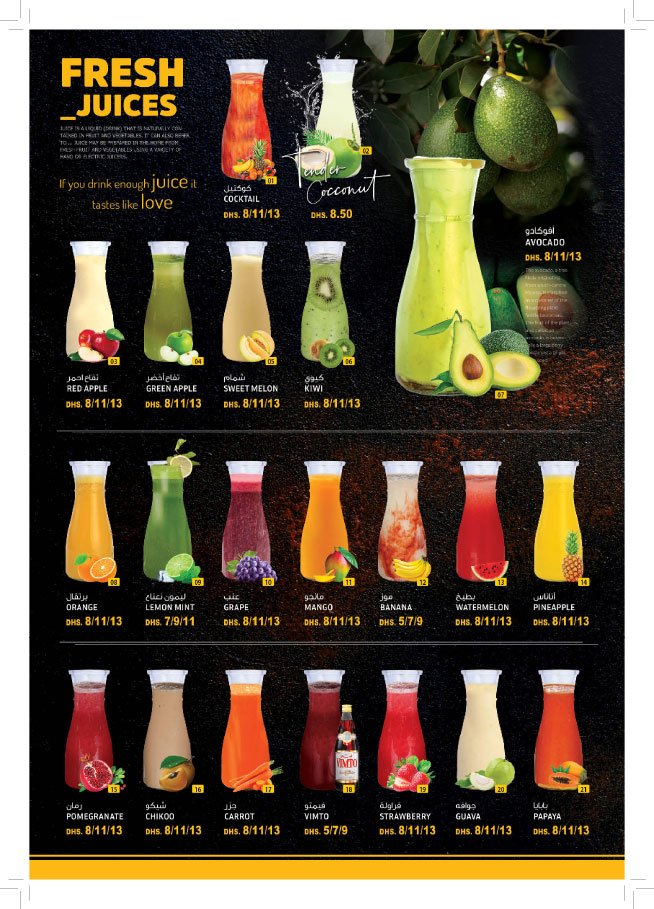 FRESH
_JUICES
JUICE IS A LIQUID (DRINK) THAT IS NATURALLY CON-
TAINED IN FRUIT AND VEGETABLES. IT CAN ALSO REFER
TO ... JUICE MAY BE PREPARED IN THE HOME FROM
FRESH FRUIT AND VEGETABLES USING A VARIETY OF
HAND OR ELECTRIC JUICERS.
If you drink enough juice it
tastes like love
01
كوكتيل
COCKTAIL
DHS. 8/11/13
02
Tender
Coconut
DHS. 8.50
أفوكادو
AVOCADO
DHS. 8/11/13
07
03
تفاح احمر
RED APPLE
DHS. 8/11/13
04
تفاح أخضر
GREEN APPLE
DHS. 8/11/13
05
شمام
SWEET MELON
DHS. 8/11/13
06
كيوي
KIWI
DHS. 8/11/13
08
برتقال
ORANGE
DHS. 8/11/13
09
ليمون نعناع
LEMON MINT
DHS. 7/9/11
10
عنب
GRAPE
DHS. 8/11/13
11
مانجو
MANGO
DHS. 8/11/13
12
موز
BANANA
DHS. 5/7/9
13
بطيخ
WATERMELON
DHS. 8/11/13
14
أناناس
PINEAPPLE
DHS. 8/11/13
15
رمان
POMEGRANATE
DHS. 8/11/13
16
شيكو
CHIKOO
DHS. 8/11/13
17
جزر
CARROT
DHS. 8/11/13
VIMTO
18
فيمتو
VIMTO
DHS. 5/7/9
19
فراولة
STRAWBERRY
DHS. 8/11/13
20
جوافه
GUAVA
DHS. 8/11/13
21
بابايا
PAPAYA
DHS. 8/11/13